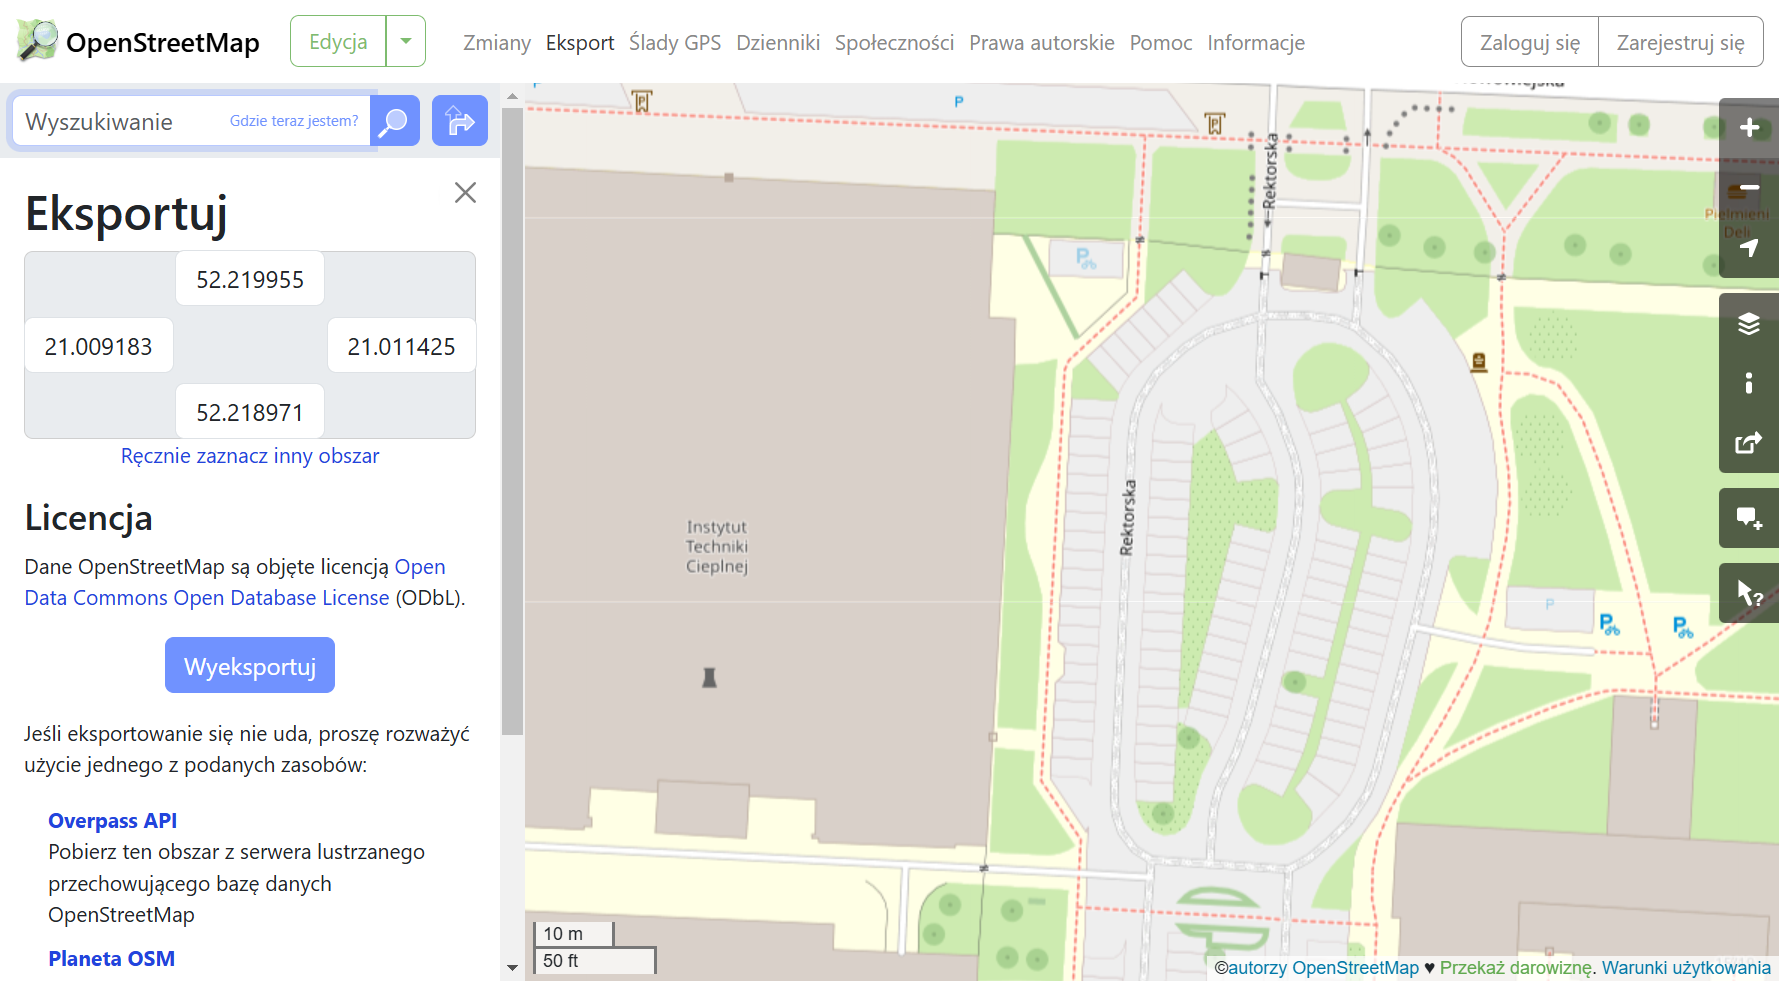 OpenStreetMap
Edycja
Zmiany Eksport Ślady GPS Dzienniki Społeczności Prawa autorskie Pomoc Informacje
Zaloguj się Zarejestruj się
Wyszukiwanie Gdzie teraz jestem?
Eksportuj
52.219955
21.009183 21.011425
52.218971
Ręcznie zaznacz inny obszar
Licencja
Dane OpenStreetMap są objęte licencją Open
Data Commons Open Database License (ODbL).
Wyeksportuj
Jeśli eksportowanie się nie uda, proszę rozważyć
użycie jednego z podanych zasobów:
Overpass API
Pobierz ten obszar z serwera lustrzanego
przechowującego bazę danych
OpenStreetMap
Planeta OSM
P
P
P
Rektorska
Pielmieni
Deli
P
Rektorska
Instytut
Techniki
Cieplnej
P
P
P
10 m
50 ft
©autorzy OpenStreetMap ♥ Przekaż darowiznę. Warunki użytkowania